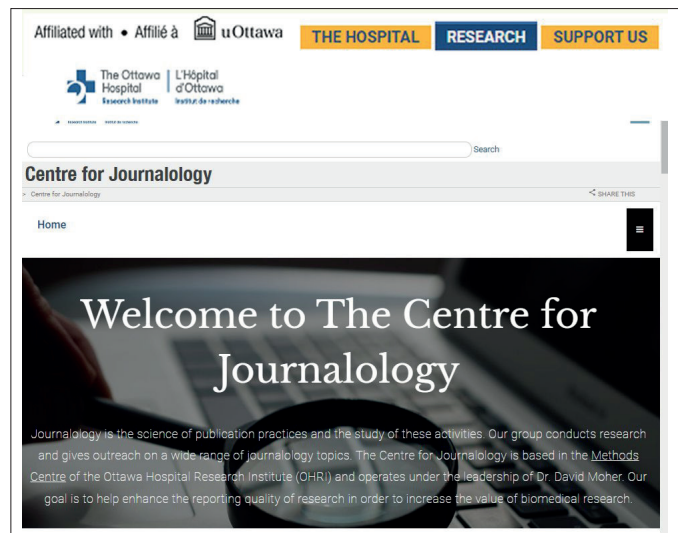 Affiliated with • Affilié à uOttawa THE HOSPITAL RESEARCH SUPPORT US
The Ottawa L'Hôpital
Hospital d'Ottawa
Research Institute Institut de recherche
Search
Centre for Journalology
Centre for Journalology SHARE THIS
Home
Welcome to The Centre for
Journalology
Journalology is the science of publication practices and the study of these activities. Our group conducts research
and gives outreach on a wide range of journalology topics. The Centre for Journalology is based in the Methods
Centre of the Ottawa Hospital Research Institute (OHRI) and operates under the leadership of Dr. David Moher. Our
goal is to help enhance the reporting quality of research in order to increase the value of biomedical research.